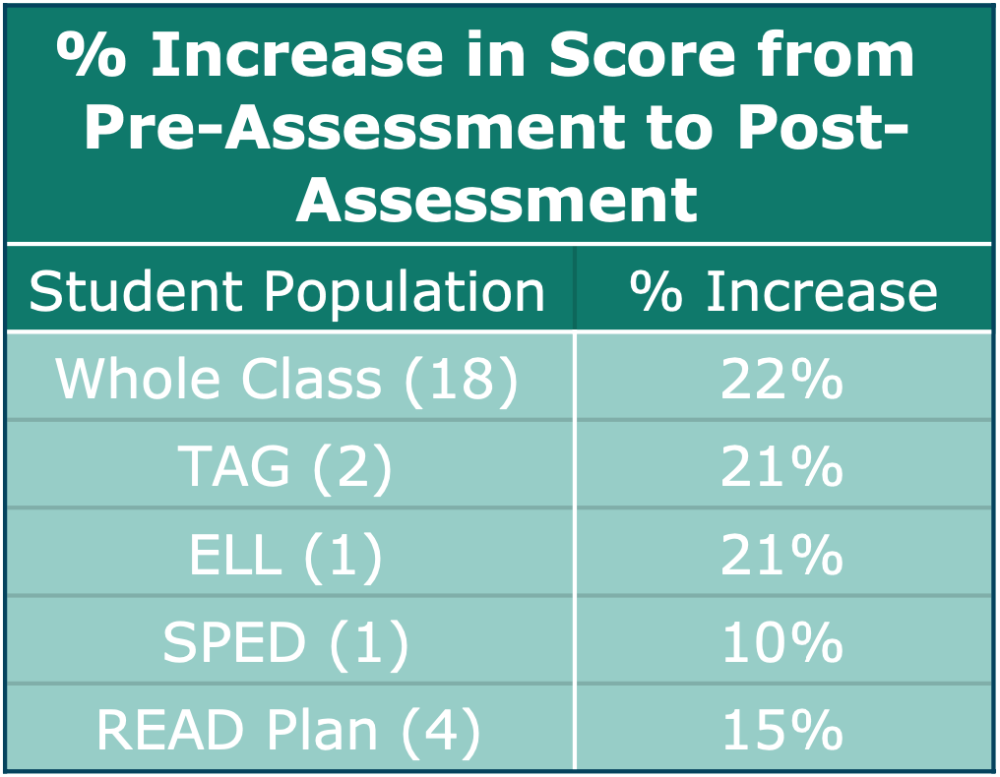 % Increase in Score from
Pre-Assessment to Post-
Assessment
Student Population % Increase
Whole Class (18) 22%
TAG (2) 21%
ELL (1) 21%
SPED (1) 10%
READ Plan (4) 15%